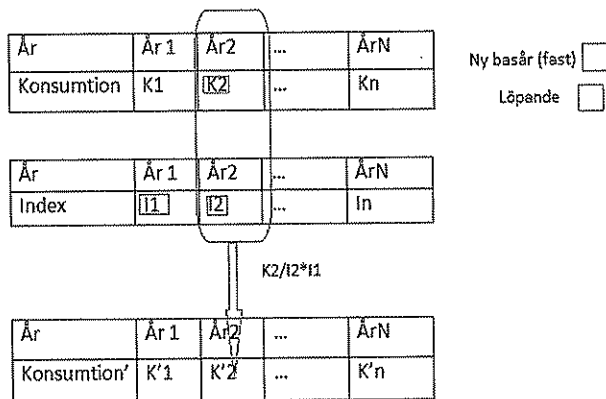 År År 1 År2 ... ÅrN
Konsumtion K1 K2 ... Kn
Ny basår (fast)
Löpande
År År 1 År2 ... ÅrN
Index I1 I2 ... In
K2/I2*I1
År År 1 År2 ... ÅrN
Konsumtion' K'1 K'2 ... K'n